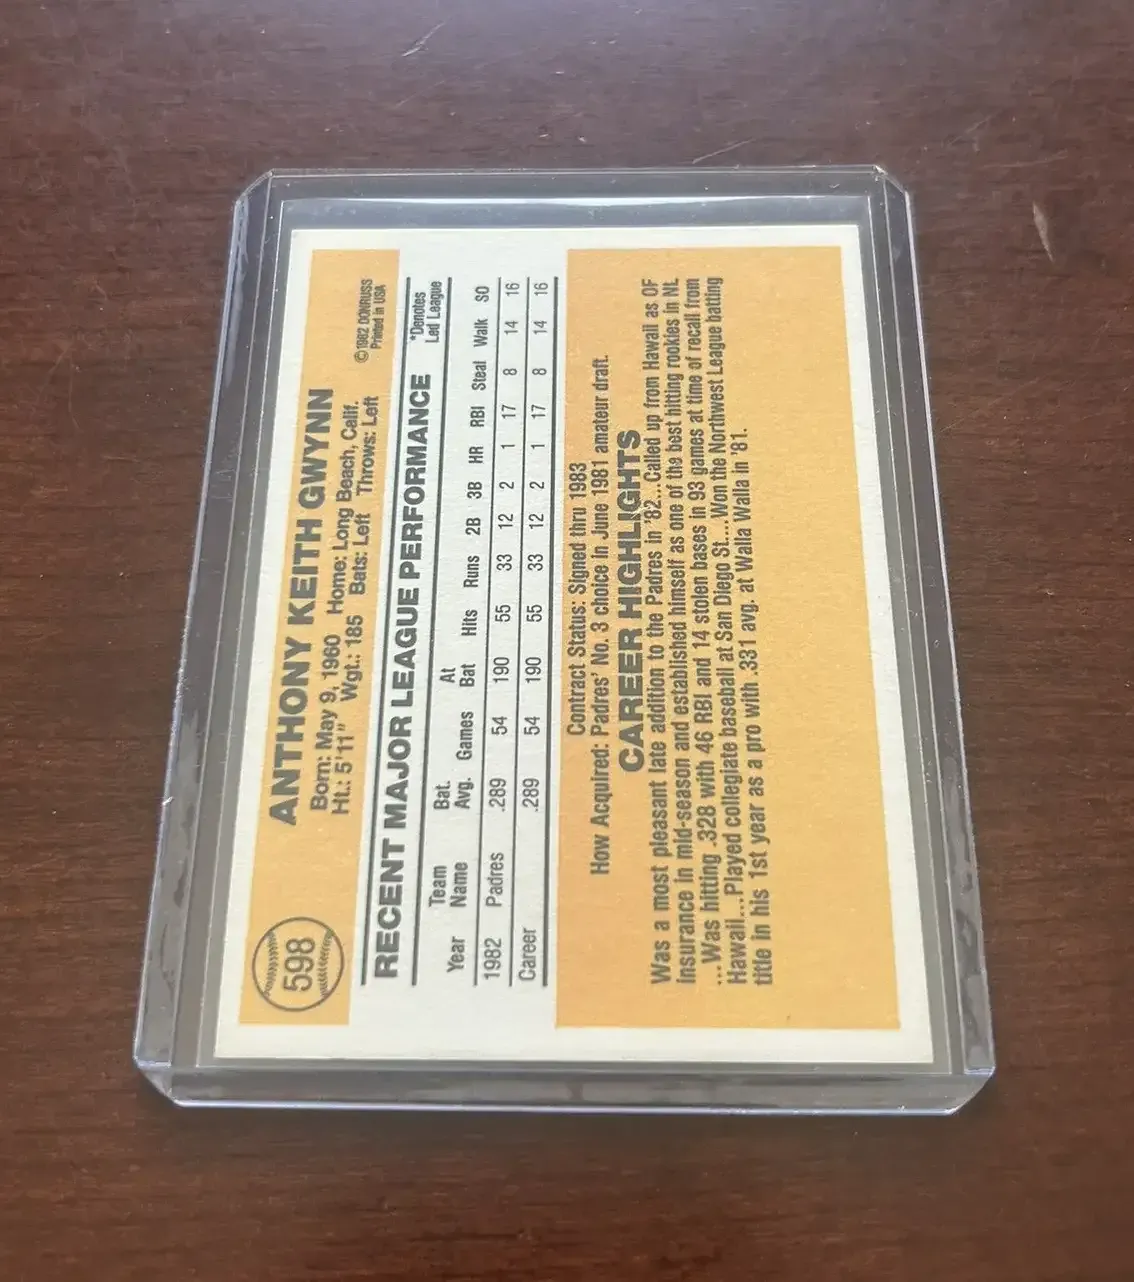 598
ANTHONY KEITH GWYNN
Born: May 9, 1960 Home: Long Beach, Calif.
Ht.: 5'11" Wgt.: 185 Bats: Left Throws: Left
©1982 DONRUSS
Printed in USA
RECENT MAJOR LEAGUE PERFORMANCE
*Denotes
Led League
Year Team Name Bat. Avg. Games At Bat Hits Runs 2B 3B HR RBI Steal Walk SO
1982 Padres .289 54 190 55 33 12 2 1 17 8 14 16
Career .289 54 190 55 33 12 2 1 17 8 14 16
Contract Status: Signed thru 1983
How Acquired: Padres' No. 3 choice in June 1981 amateur draft.
CAREER HIGHLIGHTS
Was a most pleasant late addition to the Padres in '82...Called up from Hawaii as OF
insurance in mid-season and established himself as one of the best hitting rookies in NL
...Was hitting .328 with 46 RBI and 14 stolen bases in 93 games at time of recall from
Hawaii...Played collegiate baseball at San Diego St....Won the Northwest League batting
title in his 1st year as a pro with .331 avg. at Walla Walla in '81.